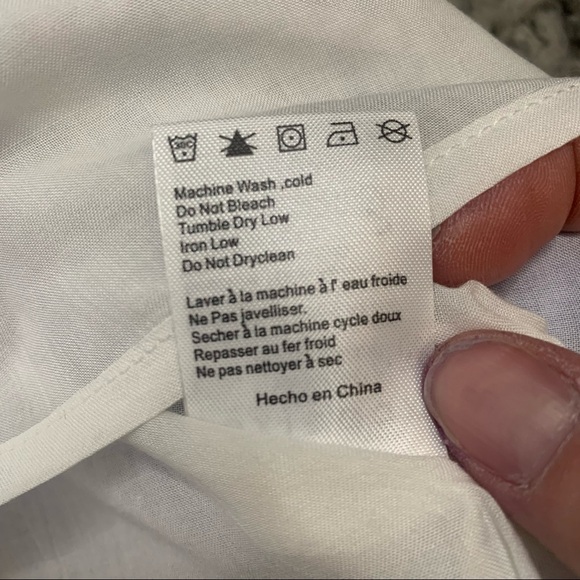 30C
Machine Wash ,cold
Do Not Bleach
Tumble Dry Low
Iron Low
Do Not Dryclean
Laver à la machine à l' eau froide
Ne Pas javelliser.
Secher à la machine cycle doux
Repasser au fer froid
Ne pas nettoyer à sec
Hecho en China